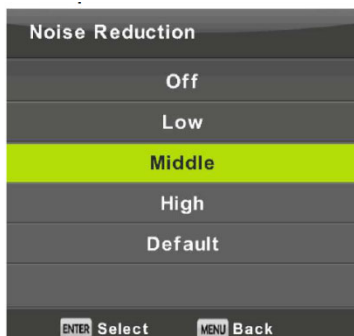 Noise Reduction
Off
Low
Middle
High
Default
ENTER Select MENU Back